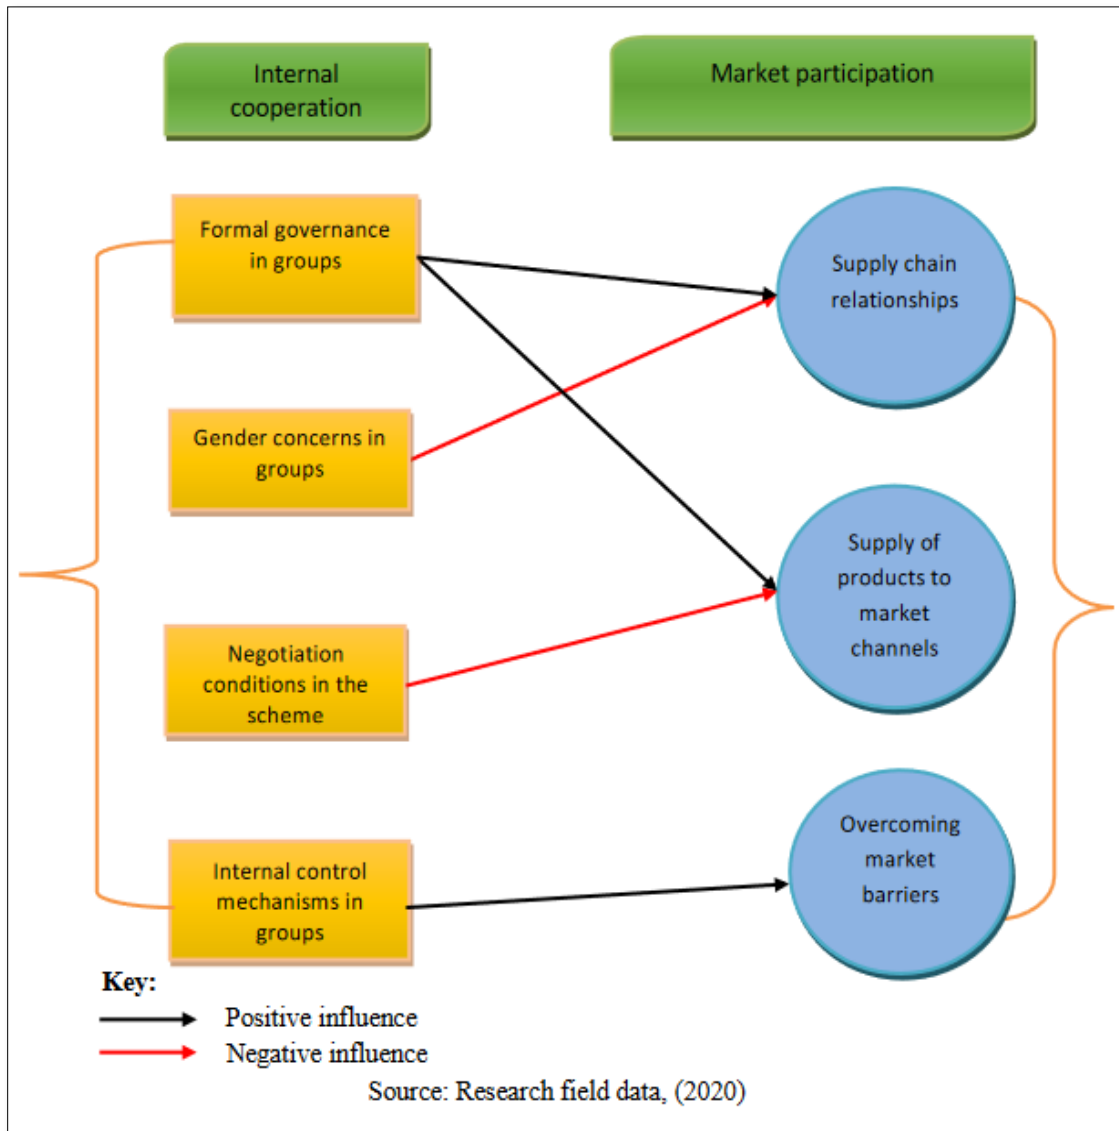 Internal
cooperation
Market participation
Formal governance
in groups
Supply chain
relationships
Gender concerns in
groups
Supply of
products to
market
channels
Negotiation
conditions in the
scheme
Overcoming
market
barriers
Internal control
mechanisms in
groups
Key:
Positive influence
Negative influence
Source: Research field data, (2020)